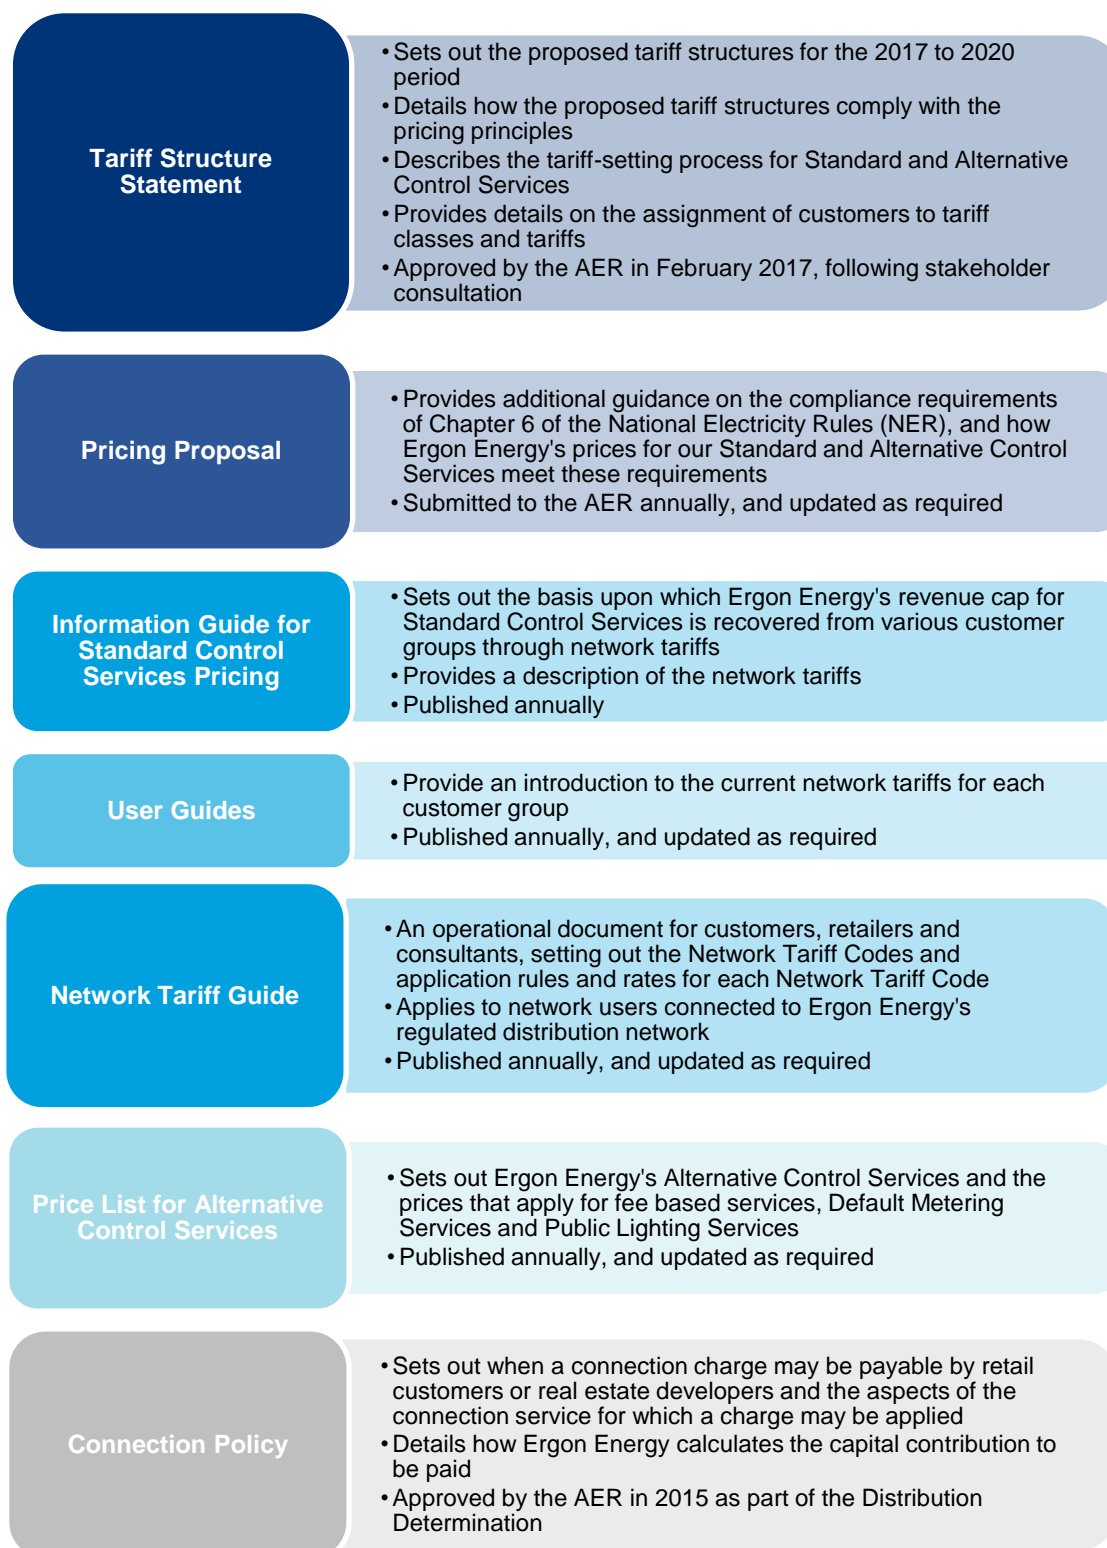 Tariff Structure
Statement
• Sets out the proposed tariff structures for the 2017 to 2020
period
• Details how the proposed tariff structures comply with the
pricing principles
• Describes the tariff-setting process for Standard and Alternative
Control Services
• Provides details on the assignment of customers to tariff
classes and tariffs
• Approved by the AER in February 2017, following stakeholder
consultation
Pricing Proposal
• Provides additional guidance on the compliance requirements
of Chapter 6 of the National Electricity Rules (NER), and how
Ergon Energy's prices for our Standard and Alternative Control
Services meet these requirements
• Submitted to the AER annually, and updated as required
Information Guide for
Standard Control
Services Pricing
• Sets out the basis upon which Ergon Energy's revenue cap for
Standard Control Services is recovered from various customer
groups through network tariffs
• Provides a description of the network tariffs
• Published annually
User Guides
• Provide an introduction to the current network tariffs for each
customer group
• Published annually, and updated as required
Network Tariff Guide
• An operational document for customers, retailers and
consultants, setting out the Network Tariff Codes and
application rules and rates for each Network Tariff Code
• Applies to network users connected to Ergon Energy's
regulated distribution network
• Published annually, and updated as required
Price List for Alternative
Control Services
• Sets out Ergon Energy's Alternative Control Services and the
prices that apply for fee based services, Default Metering
Services and Public Lighting Services
• Published annually, and updated as required
Connection Policy
• Sets out when a connection charge may be payable by retail
customers or real estate developers and the aspects of the
connection service for which a charge may be applied
• Details how Ergon Energy calculates the capital contribution to
be paid
• Approved by the AER in 2015 as part of the Distribution
Determination